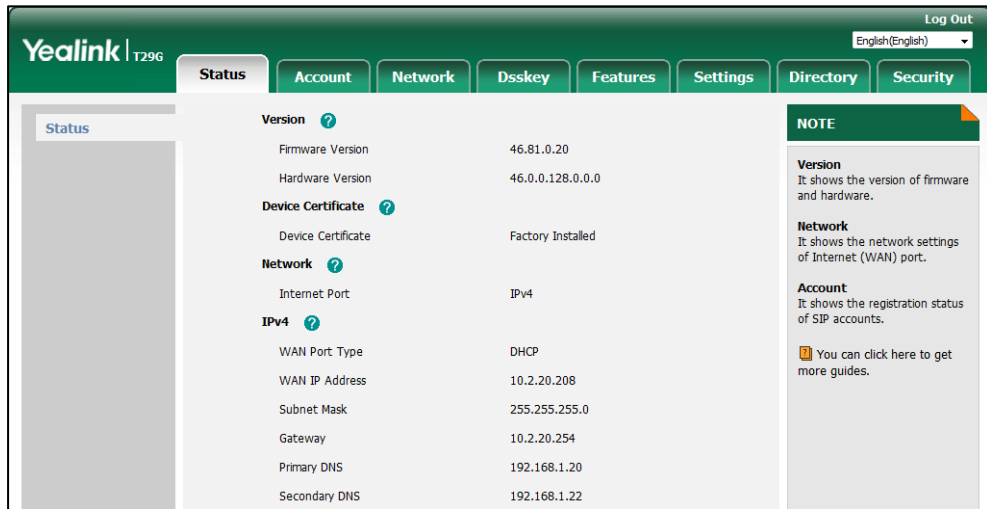 Log Out
Yealink T29G
English(English)
Status Account Network Dsskey Features Settings Directory Security
Status
Version ?
Firmware Version 46.81.0.20
Hardware Version 46.0.0.128.0.0.0
Device Certificate ?
Device Certificate Factory Installed
Network ?
Internet Port IPv4
IPv4 ?
WAN Port Type DHCP
WAN IP Address 10.2.20.208
Subnet Mask 255.255.255.0
Gateway 10.2.20.254
Primary DNS 192.168.1.20
Secondary DNS 192.168.1.22
NOTE
Version
It shows the version of firmware
and hardware.
Network
It shows the network settings
of Internet (WAN) port.
Account
It shows the registration status
of SIP accounts.
? You can click here to get
more guides.